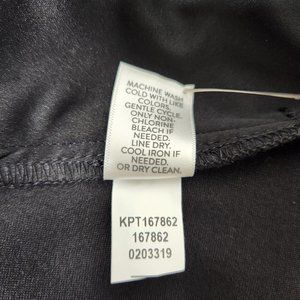 MACHINE WASH
COLD WITH LIKE
COLORS.
GENTLE CYCLE.
ONLY NON-
CHLORINE
BLEACH IF
NEEDED.
LINE DRY.
COOL IRON IF
NEEDED.
OR DRY CLEAN.
KPT167862
167862
0203319